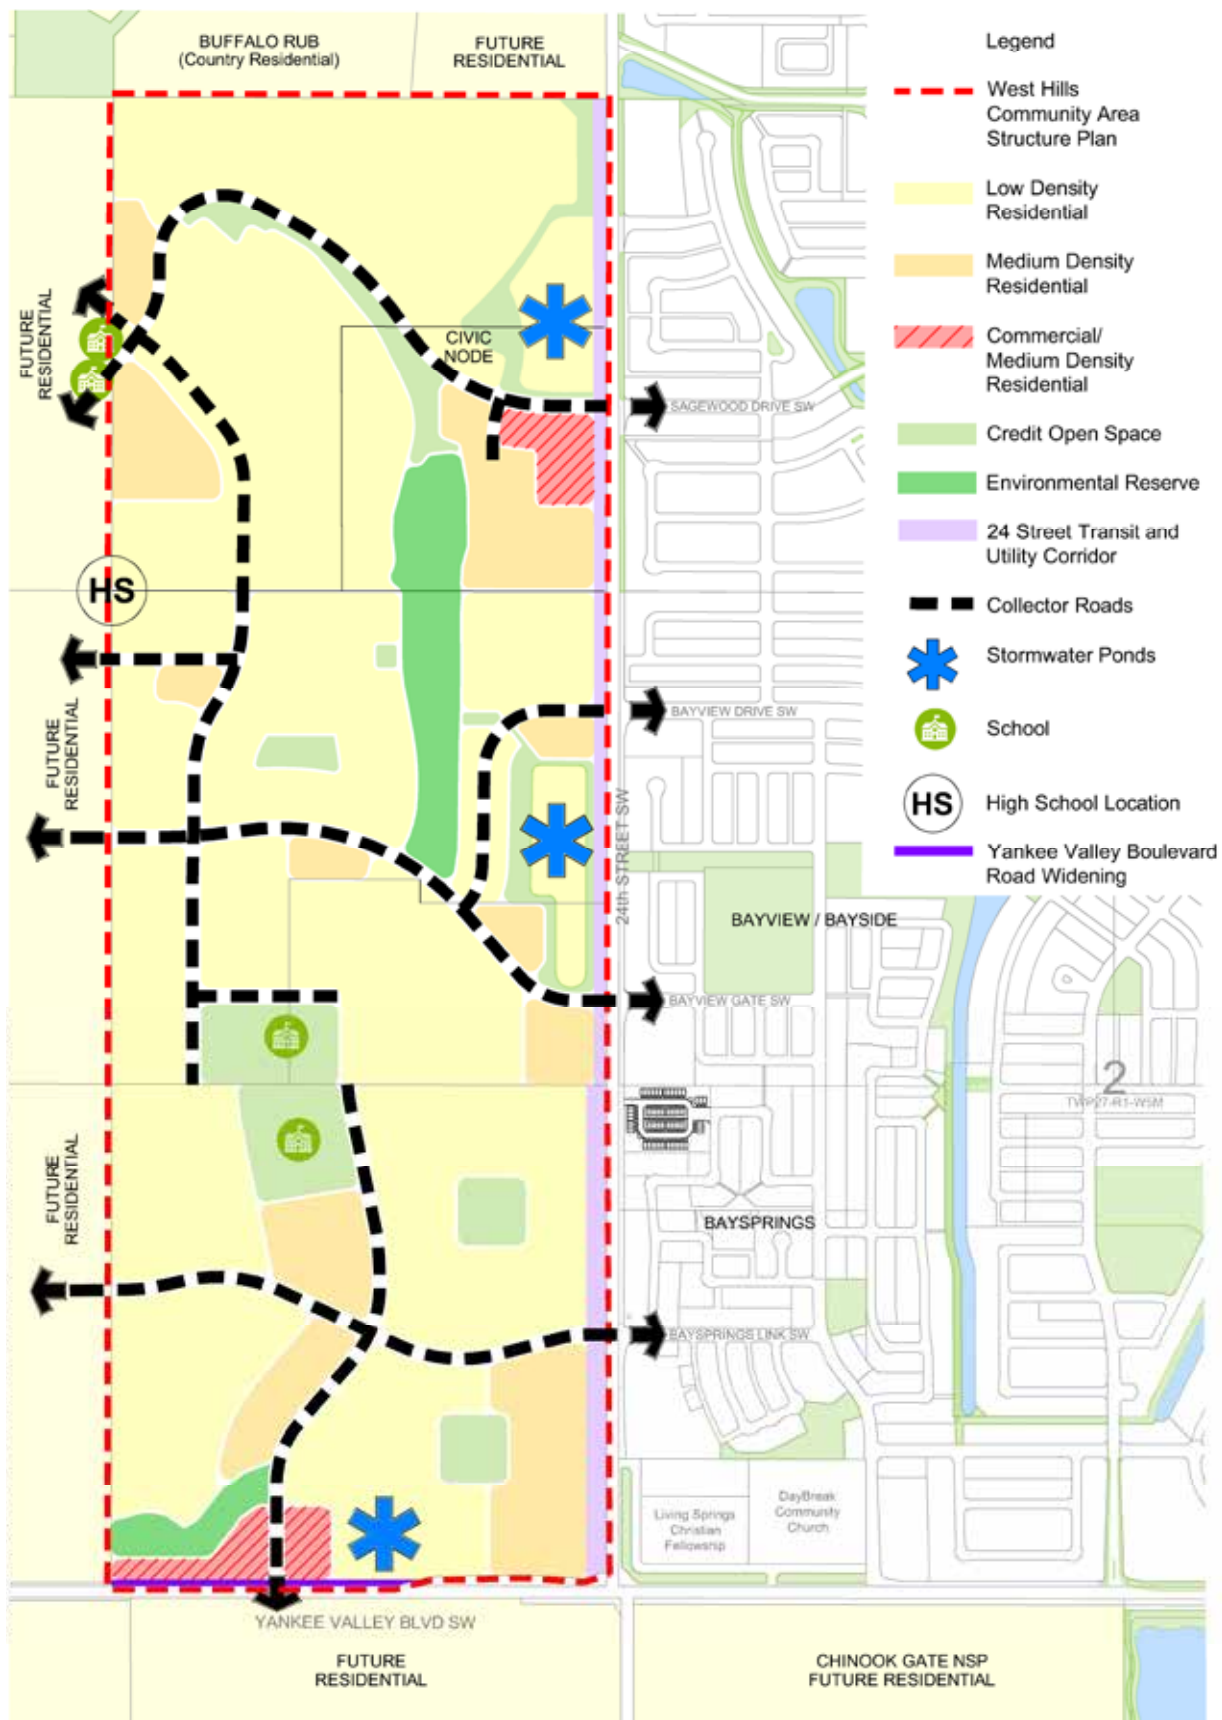 BUFFALO RUB
(Country Residential)
FUTURE
RESIDENTIAL
Legend
West Hills
Community Area
Structure Plan
Low Density
Residential
Medium Density
Residential
Commercial/
Medium Density
Residential
Credit Open Space
Environmental Reserve
24 Street Transit and
Utility Corridor
Collector Roads
Stormwater Ponds
School
HS
High School Location
Yankee Valley Boulevard
Road Widening
FUTURE
RESIDENTIAL
CIVIC
NODE
SAGEWOOD DRIVE SW
HS
FUTURE
RESIDENTIAL
BAYVIEW DRIVE SW
24th STREET SW
BAYVIEW / BAYSIDE
BAYVIEW GATE SW
2
TWP27-R1-W5M
FUTURE
RESIDENTIAL
BAYSPRINGS
BAYSPRINGS LINK SW
Living Springs
Christian
Fellowship
DayBreak
Community
Church
YANKEE VALLEY BLVD SW
FUTURE
RESIDENTIAL
CHINOOK GATE NSP
FUTURE RESIDENTIAL